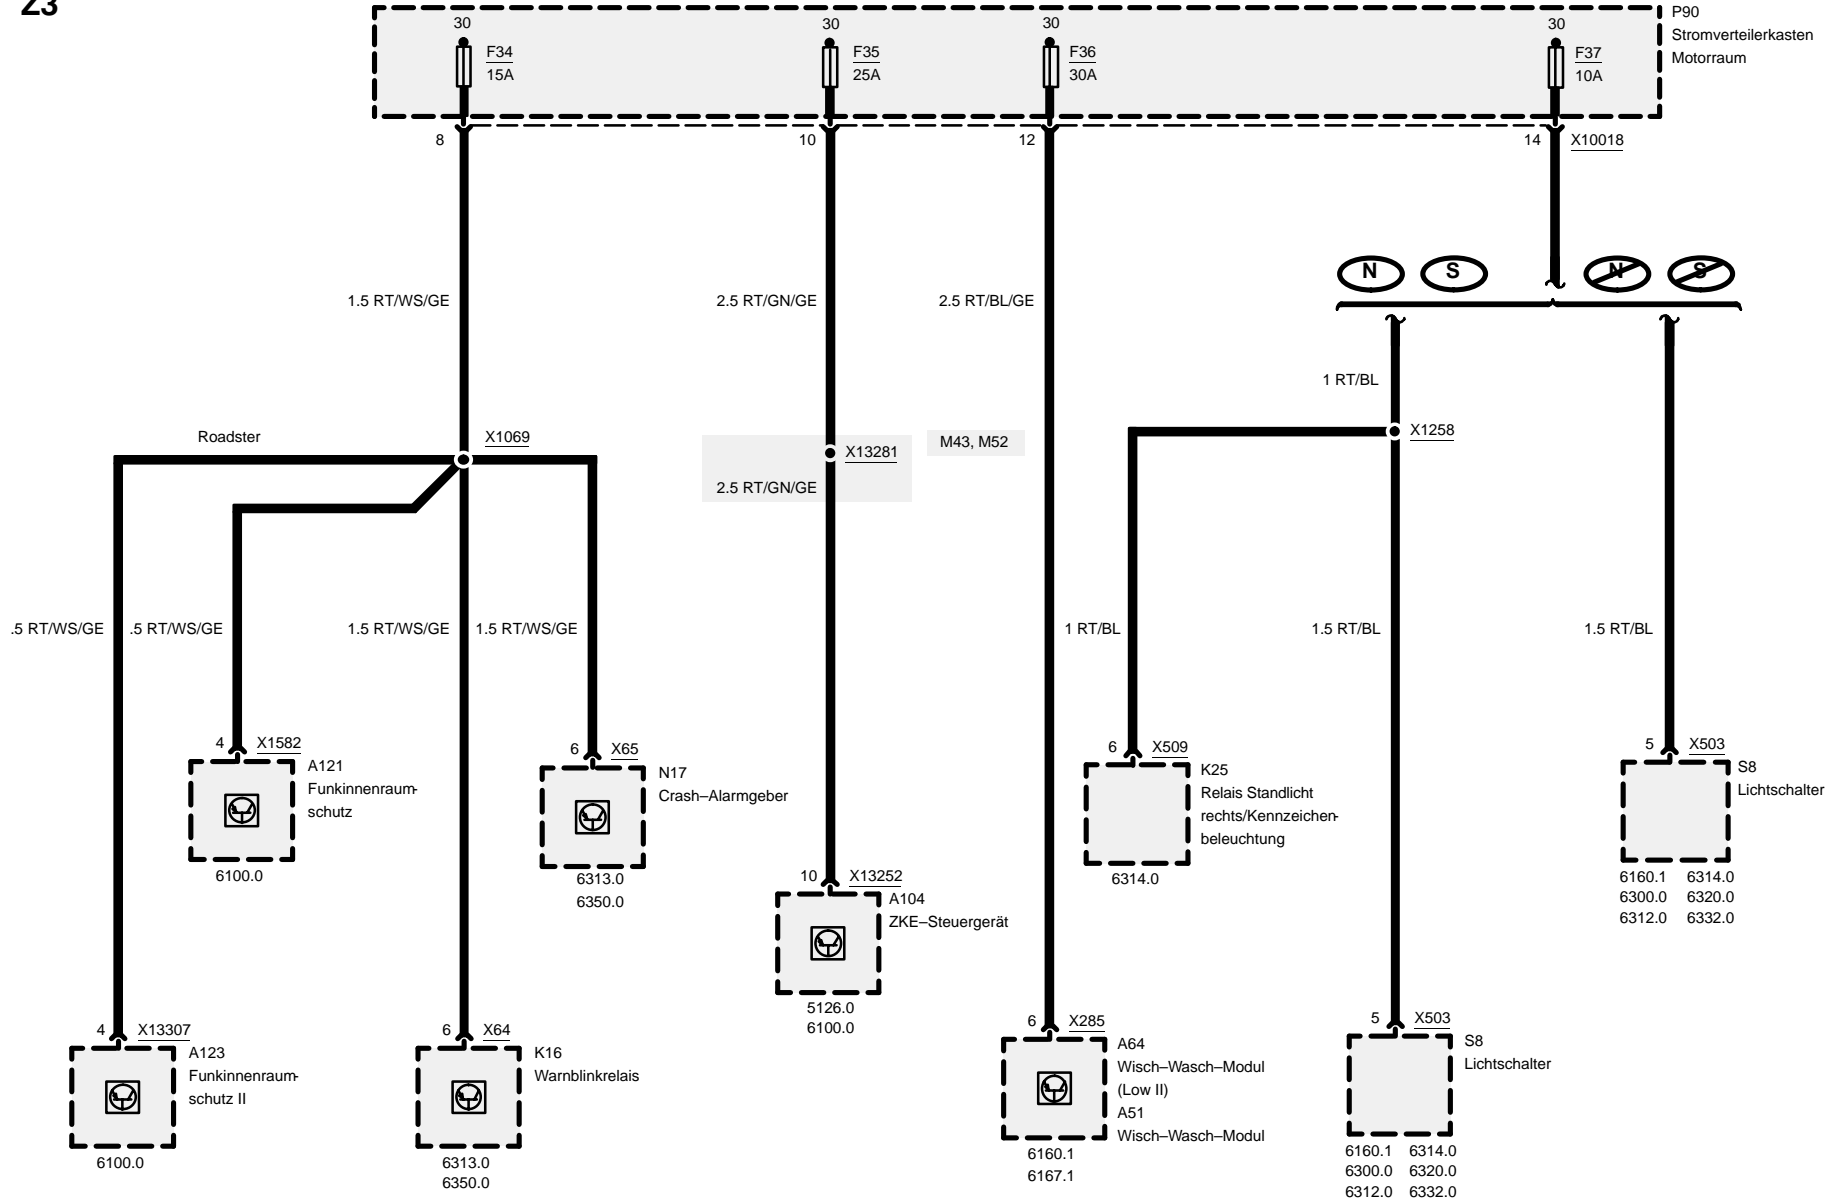 Z3
P90
Stromverteilerkasten
Motorraum
30
F34
15A
30
F35
25A
30
F36
30A
30
F37
10A
8
10
12
14
X10018
N
S
N
S
1.5 RT/WS/GE
2.5 RT/GN/GE
2.5 RT/BL/GE
1 RT/BL
Roadster
X1069
X13281
M43, M52
X1258
2.5 RT/GN/GE
.5 RT/WS/GE
.5 RT/WS/GE
1.5 RT/WS/GE
1.5 RT/WS/GE
1 RT/BL
1.5 RT/BL
1.5 RT/BL
4
X1582
A121
Funkinnenraum-
schutz
6100.0
6
X65
N17
Crash–Alarmgeber
6313.0
6350.0
6
X509
K25
Relais Standlicht
rechts/Kennzeichen-
beleuchtung
6314.0
5
X503
S8
Lichtschalter
6160.1 6314.0
6300.0 6320.0
6312.0 6332.0
10
X13252
A104
ZKE–Steuergerät
5126.0
6100.0
4
X13307
A123
Funkinnenraum-
schutz II
6100.0
6
X64
K16
Warnblinkrelais
6313.0
6350.0
6
X285
A64
Wisch–Wasch–Modul
(Low II)
A51
Wisch–Wasch–Modul
6160.1
6167.1
5
X503
S8
Lichtschalter
6160.1 6314.0
6300.0 6320.0
6312.0 6332.0